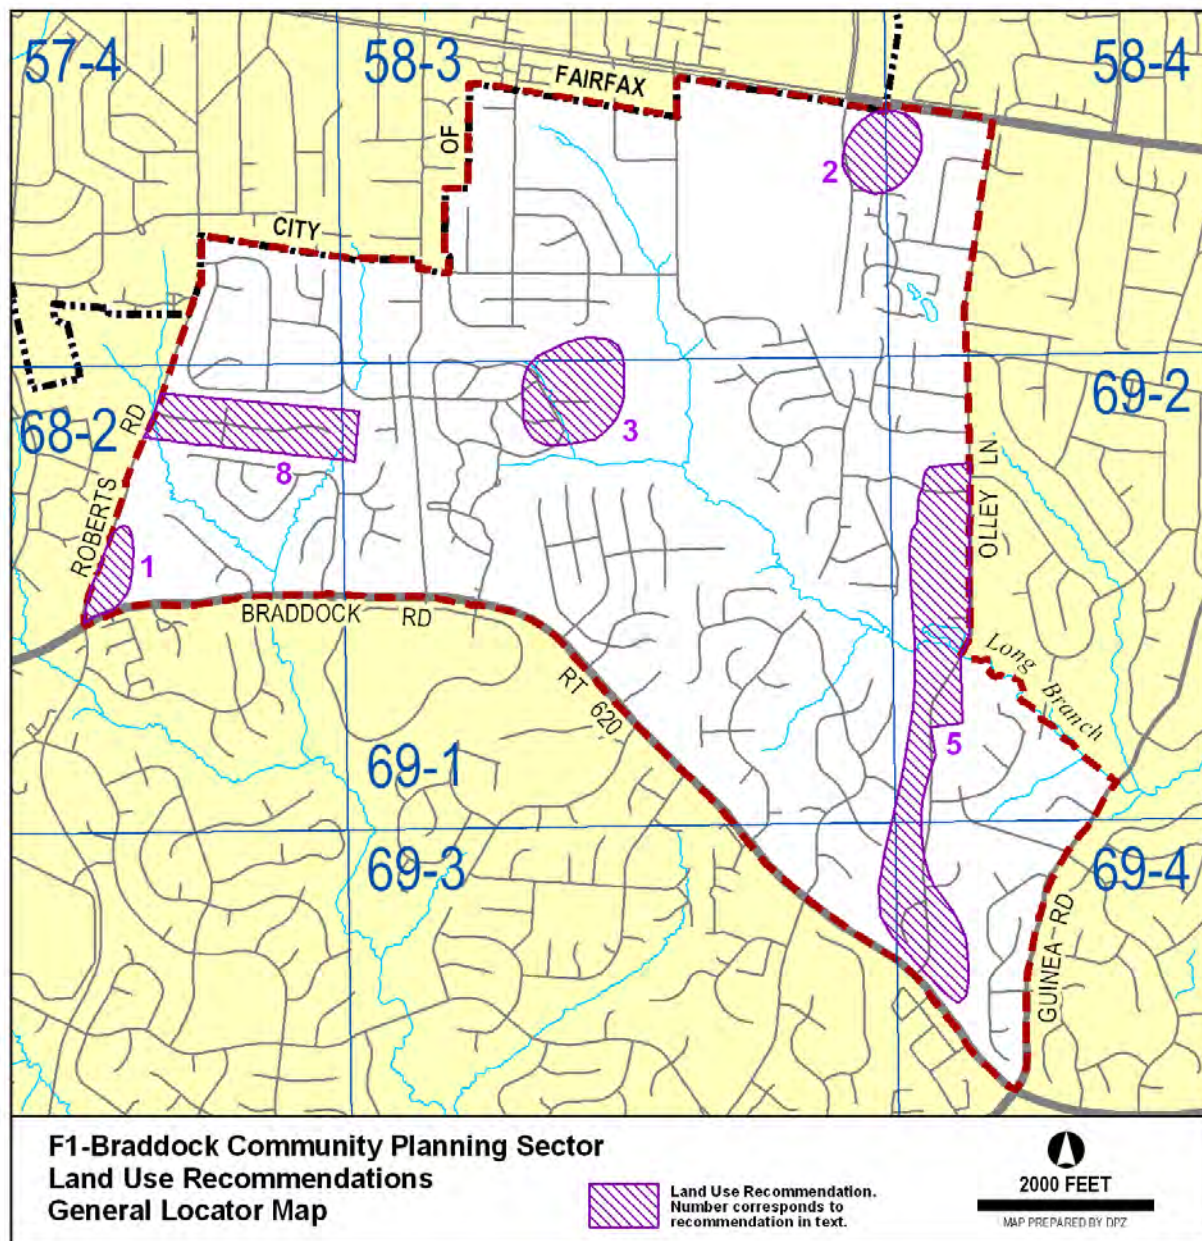 57-4
58-3
58-4
FAIRFAX
OF
2
CITY
68-2
69-2
ROBERTS RD
3
8
OLLEY LN
1
BRADDOCK RD
Long Branch
RT 620
5
69-1
69-3
69-4
GUINEA RD
F1-Braddock Community Planning Sector
Land Use Recommendations
General Locator Map
Land Use Recommendation.
Number corresponds to
recommendation in text.
2000 FEET
MAP PREPARED BY DPZ